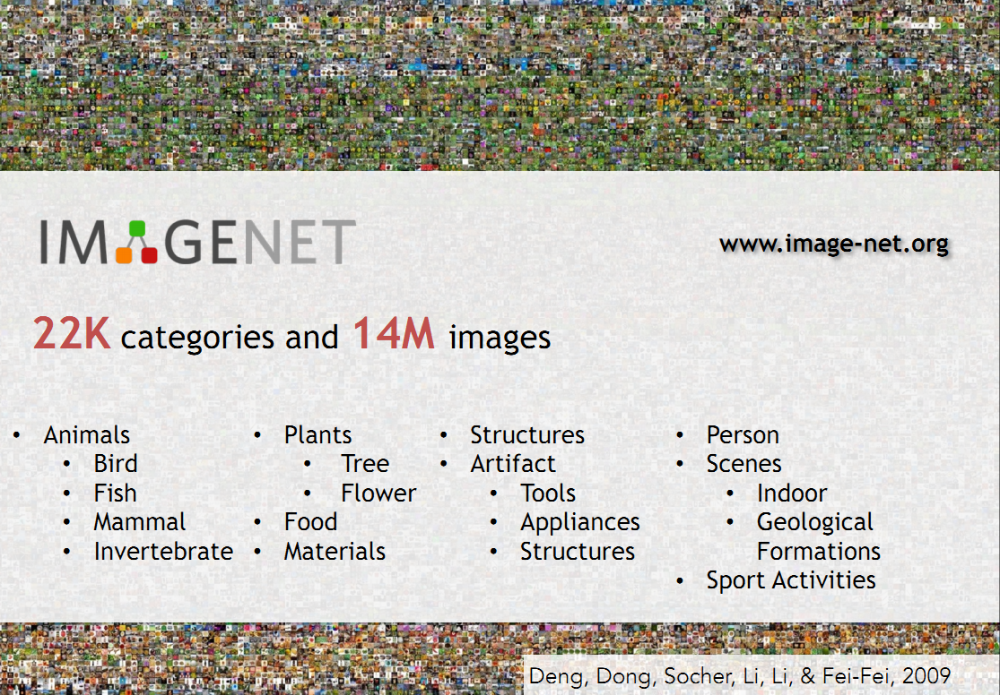 IMAGENET
www.image-net.org
22K categories and 14M images
• Animals
• Bird
• Fish
• Mammal
• Invertebrate
• Plants
• Tree
• Flower
• Food
• Materials
• Structures
• Artifact
• Tools
• Appliances
• Structures
• Person
• Scenes
• Indoor
• Geological
Formations
• Sport Activities
Deng, Dong, Socher, Li, Li, & Fei-Fei, 2009